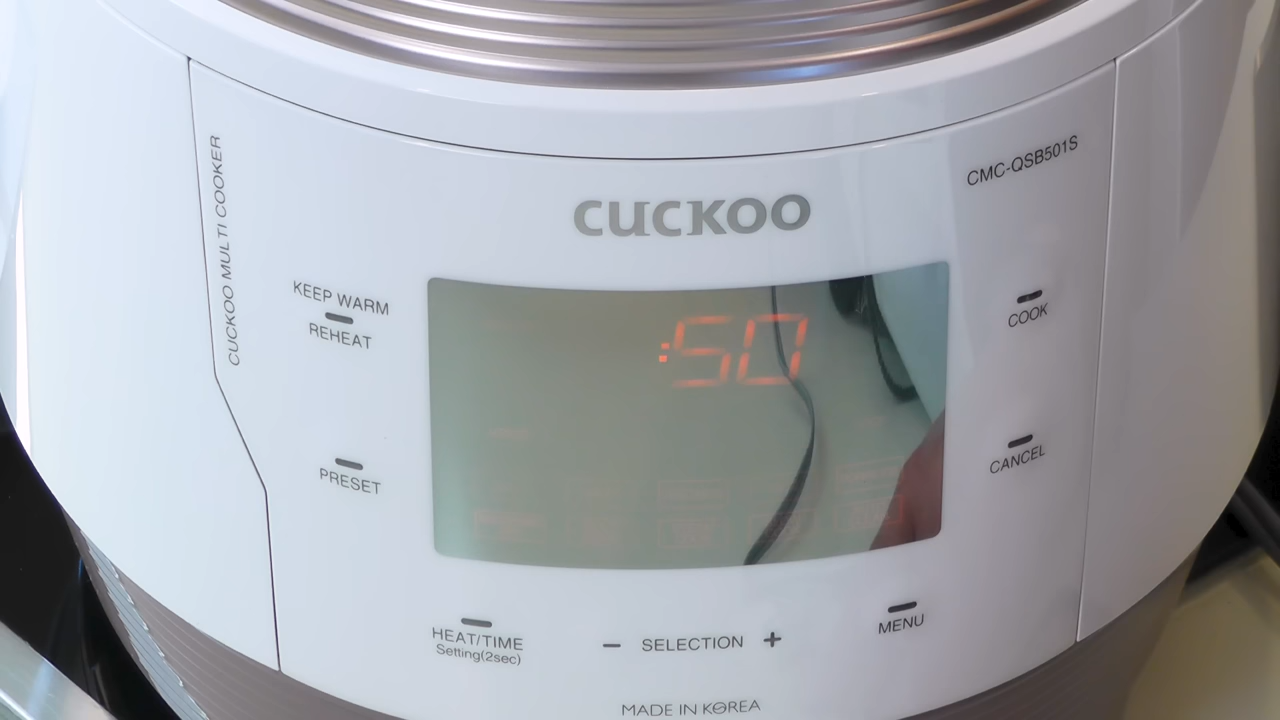 CUCKOO MULTI COOKER
CMC-QSB501S
CUCKOO
KEEP WARM
REHEAT
:50
COOK
PRESET
CANCEL
HEAT/TIME
Setting(2sec)
− SELECTION +
MENU
MADE IN KOREA